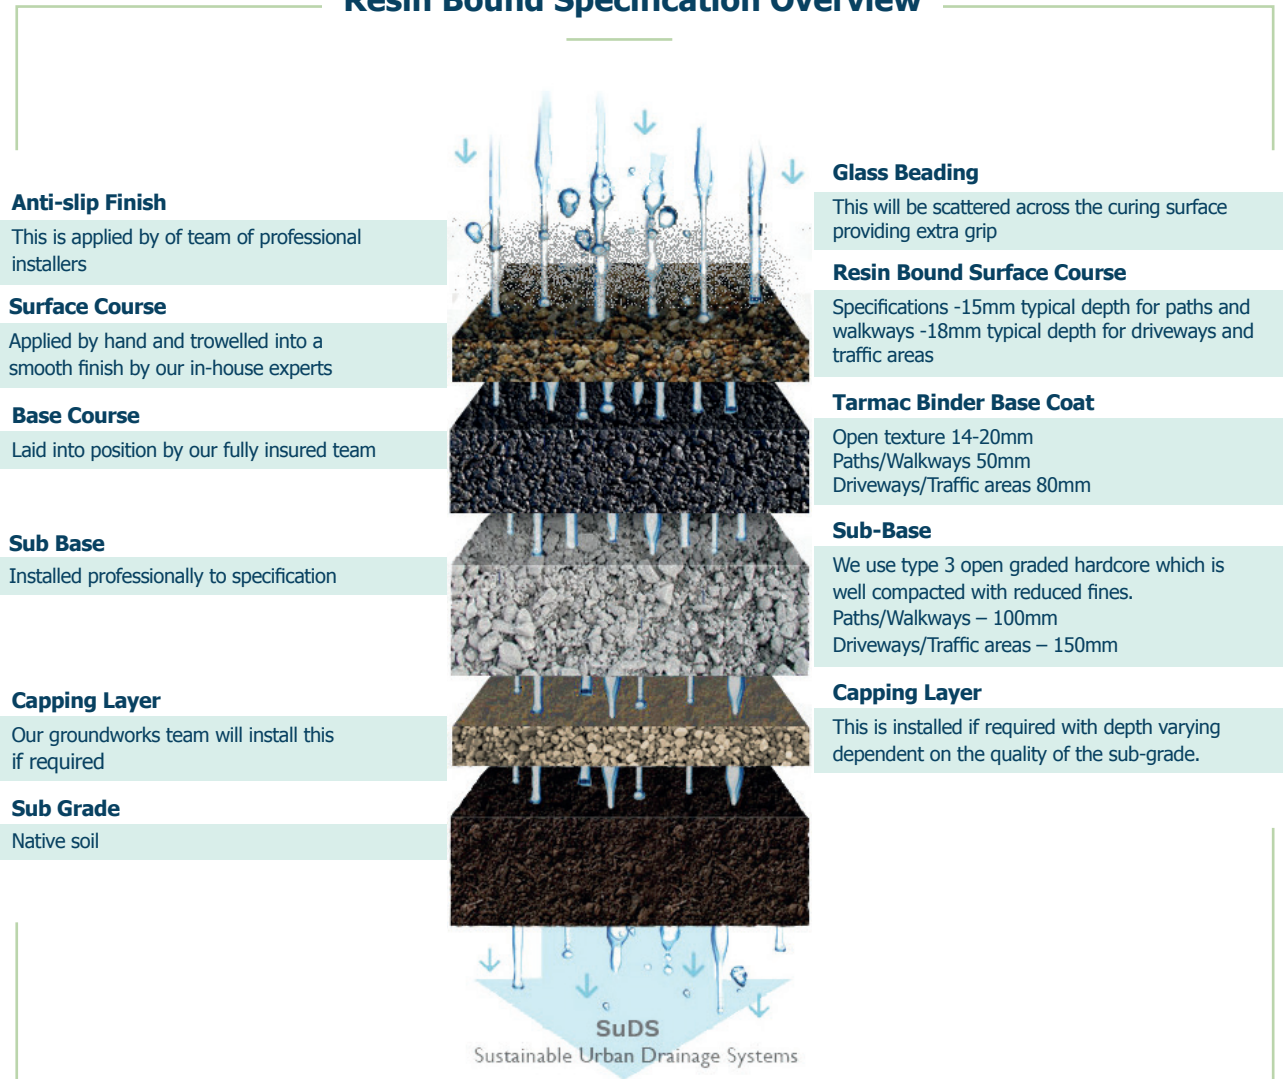 Resin Bound Specification Overview
Anti-slip Finish
This is applied by of team of professional
installers
Surface Course
Applied by hand and trowelled into a
smooth finish by our in-house experts
Base Course
Laid into position by our fully insured team
Sub Base
Installed professionally to specification
Capping Layer
Our groundworks team will install this
if required
Sub Grade
Native soil
Glass Beading
This will be scattered across the curing surface
providing extra grip
Resin Bound Surface Course
Specifications -15mm typical depth for paths and
walkways -18mm typical depth for driveways and
traffic areas
Tarmac Binder Base Coat
Open texture 14-20mm
Paths/Walkways 50mm
Driveways/Traffic areas 80mm
Sub-Base
We use type 3 open graded hardcore which is
well compacted with reduced fines.
Paths/Walkways – 100mm
Driveways/Traffic areas – 150mm
Capping Layer
This is installed if required with depth varying
dependent on the quality of the sub-grade.
SuDS
Sustainable Urban Drainage Systems